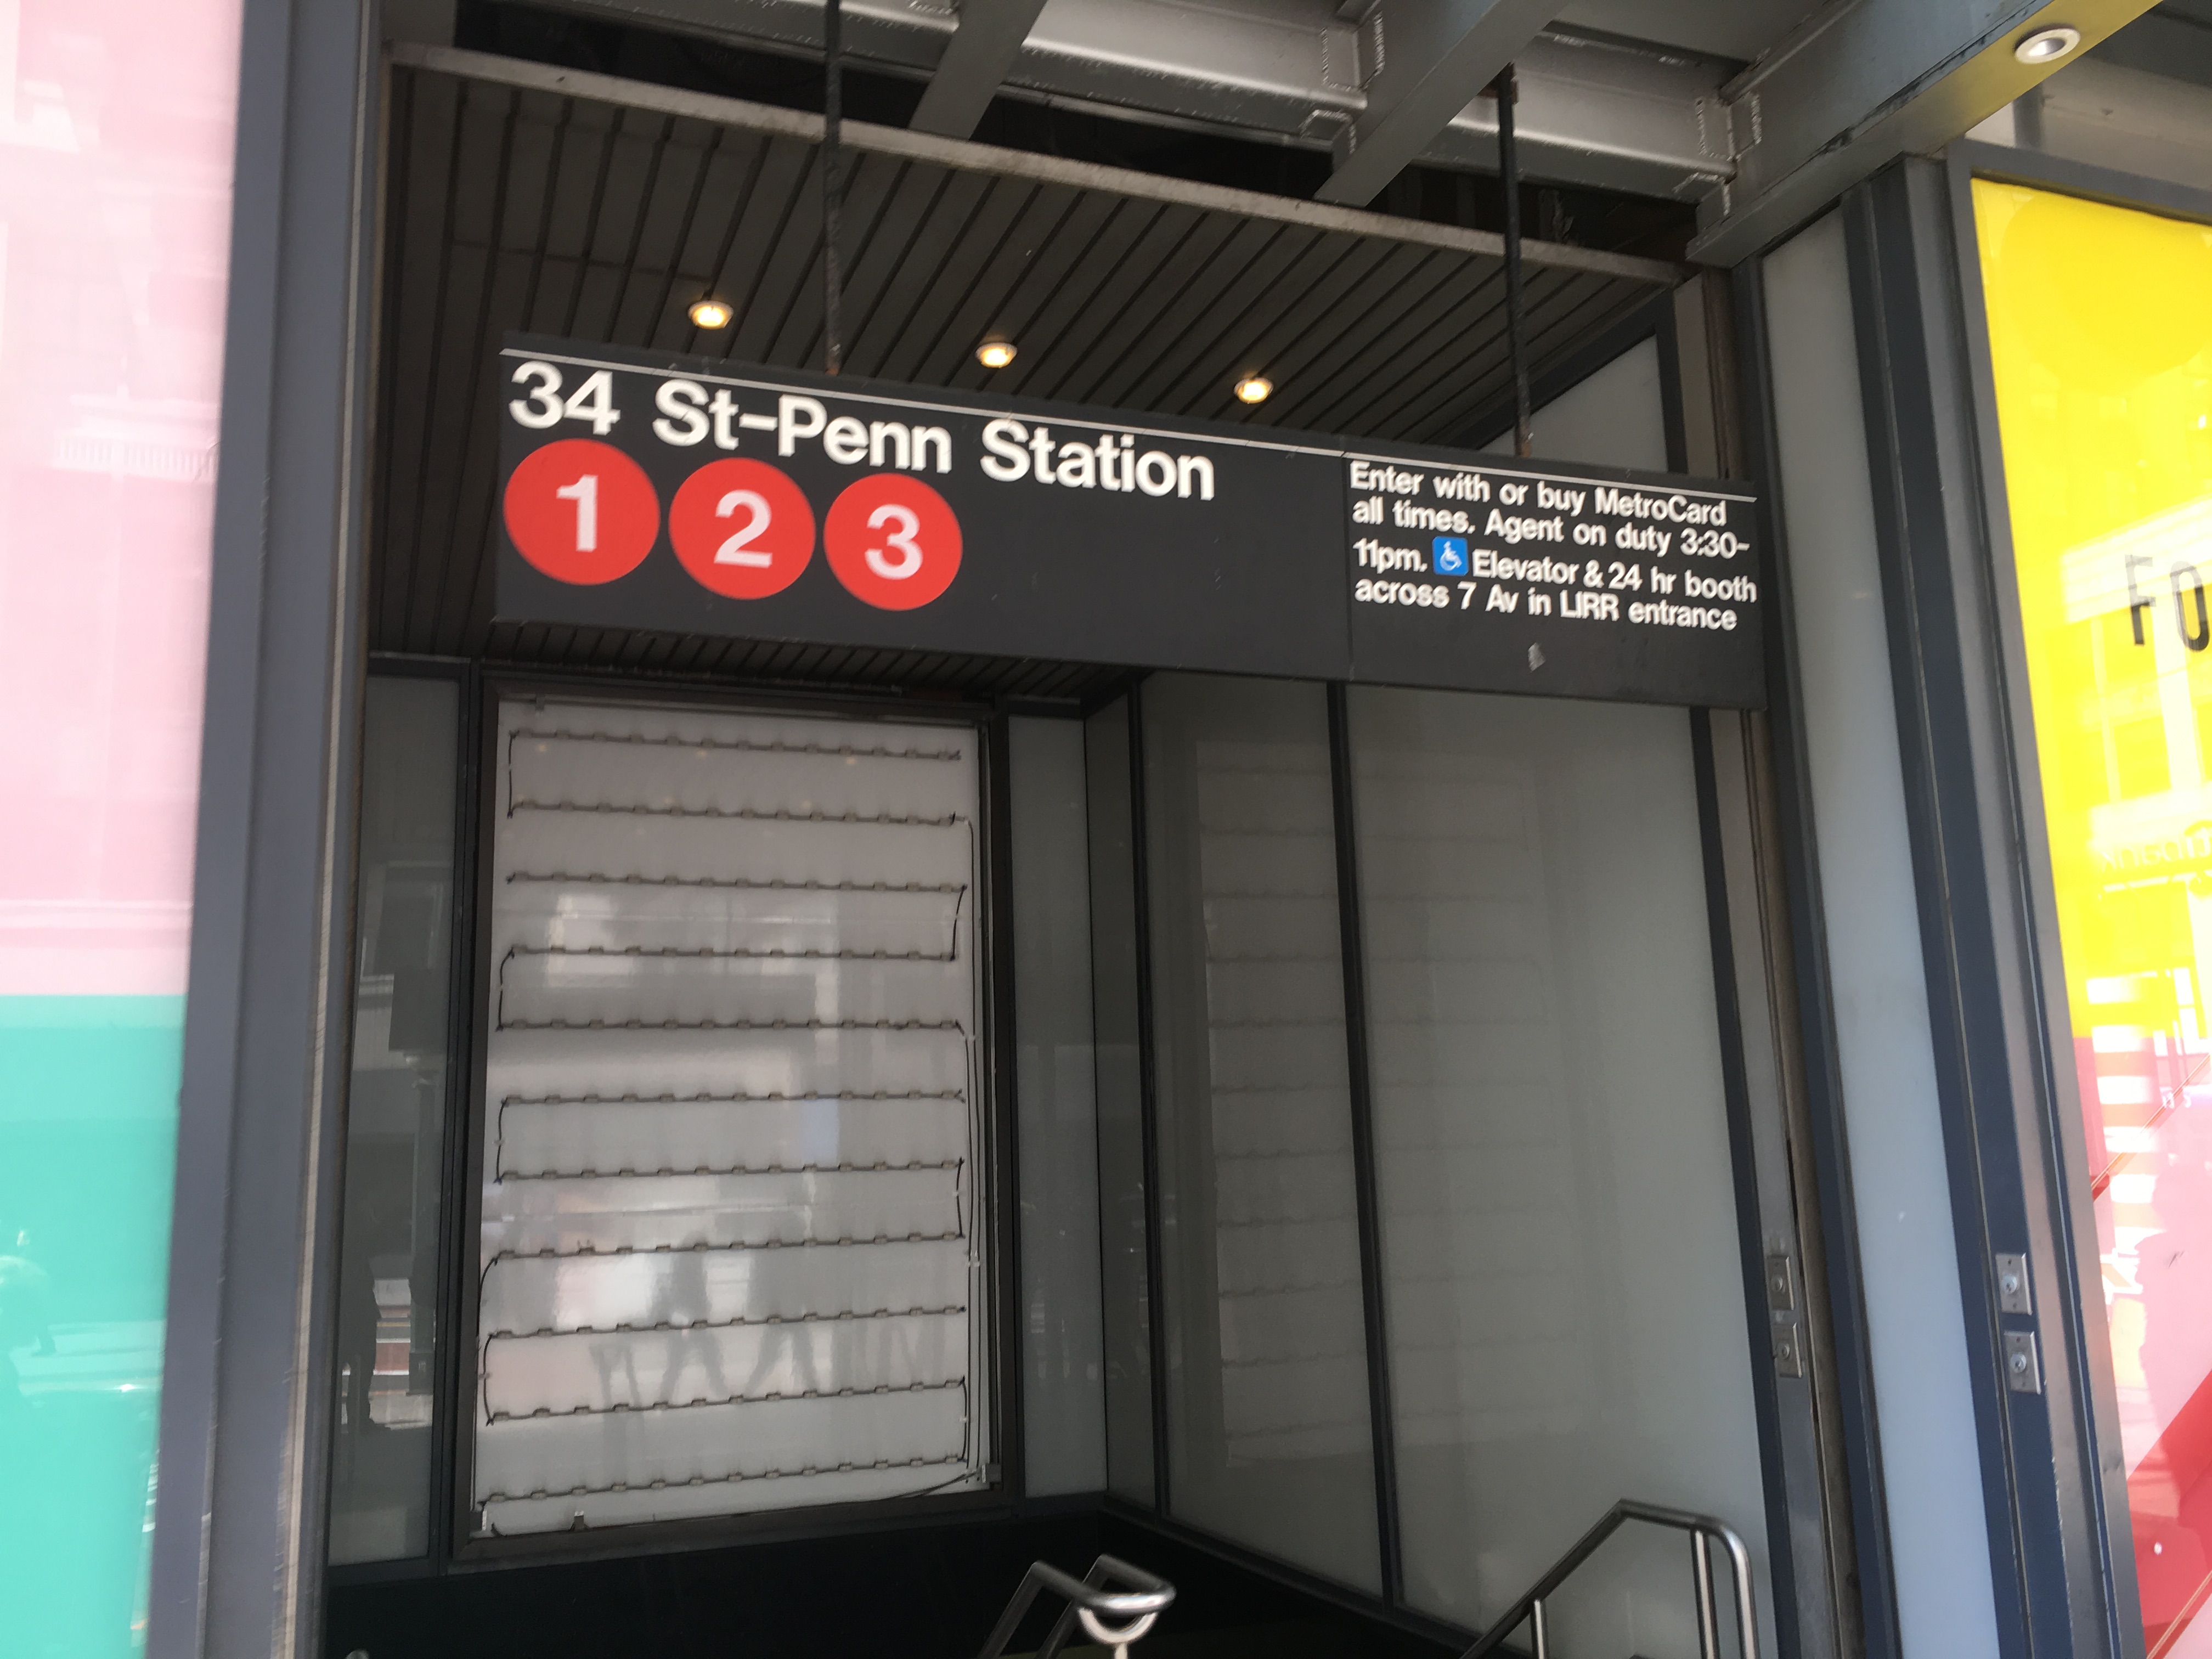 34 St-Penn Station
1 2 3
Enter with or buy MetroCard
all times. Agent on duty 3:30-
11pm. Elevator & 24 hr booth
across 7 Av in LIRR entrance
FO